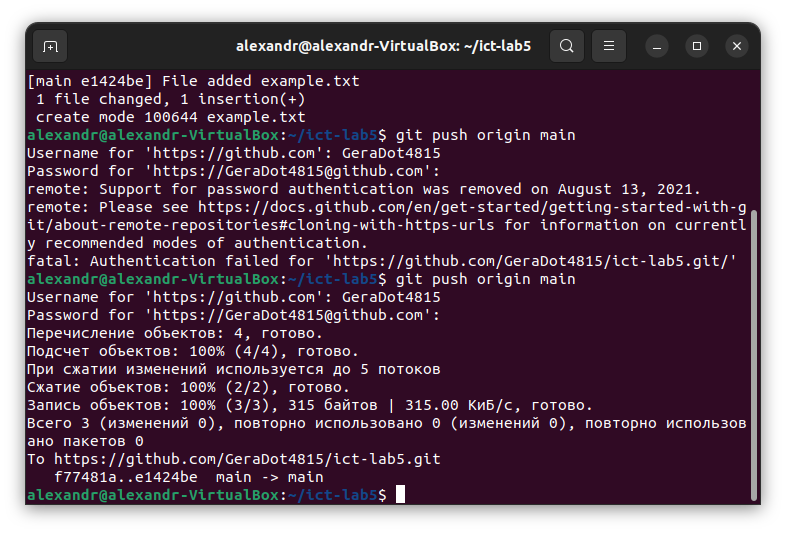 alexandr@alexandr-VirtualBox: ~/ict-lab5
[main e1424be] File added example.txt
 1 file changed, 1 insertion(+)
 create mode 100644 example.txt
alexandr@alexandr-VirtualBox:~/ict-lab5$ git push origin main
Username for 'https://github.com': GeraDot4815
Password for 'https://GeraDot4815@github.com':
remote: Support for password authentication was removed on August 13, 2021.
remote: Please see https://docs.github.com/en/get-started/getting-started-with-g
it/about-remote-repositories#cloning-with-https-urls for information on currentl
y recommended modes of authentication.
fatal: Authentication failed for 'https://github.com/GeraDot4815/ict-lab5.git/'
alexandr@alexandr-VirtualBox:~/ict-lab5$ git push origin main
Username for 'https://github.com': GeraDot4815
Password for 'https://GeraDot4815@github.com':
Перечисление объектов: 4, готово.
Подсчет объектов: 100% (4/4), готово.
При сжатии изменений используется до 5 потоков
Сжатие объектов: 100% (2/2), готово.
Запись объектов: 100% (3/3), 315 байтов | 315.00 КиБ/с, готово.
Всего 3 (изменений 0), повторно использовано 0 (изменений 0), повторно использов
ано пакетов 0
To https://github.com/GeraDot4815/ict-lab5.git
   f77481a..e1424be  main -> main
alexandr@alexandr-VirtualBox:~/ict-lab5$